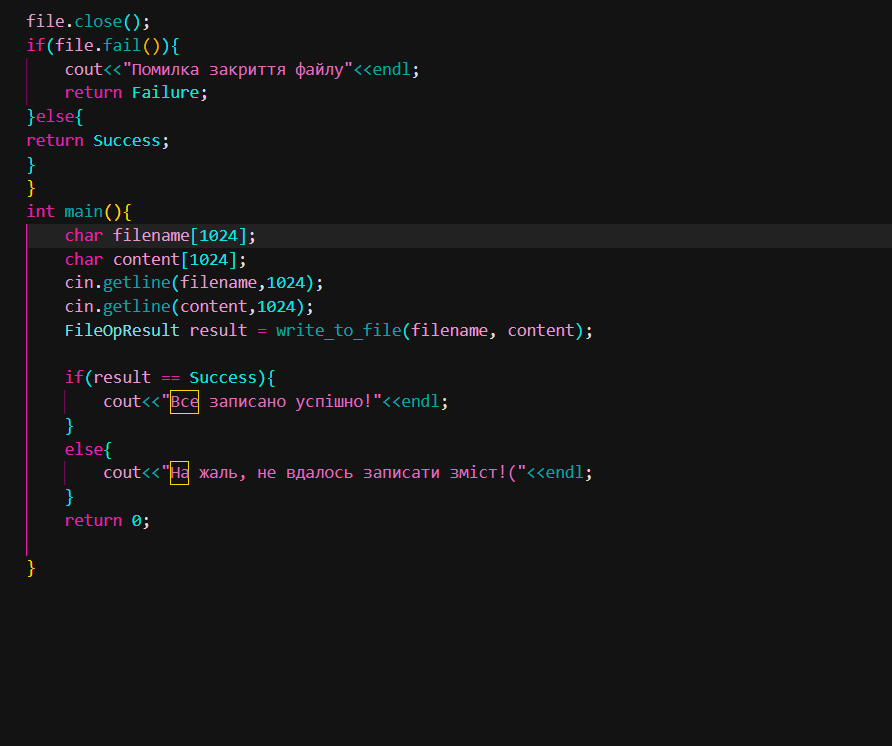 file.close();
if(file.fail()){
    cout<<"Помилка закриття файлу"<<endl;
    return Failure;
}else{
return Success;
}
}
int main(){
    char filename[1024];
    char content[1024];
    cin.getline(filename,1024);
    cin.getline(content,1024);
    FileOpResult result = write_to_file(filename, content);

    if(result == Success){
        cout<<"Все записано успішно!"<<endl;
    }
    else{
        cout<<"На жаль, не вдалось записати зміст!("<<endl;
    }
    return 0;

}